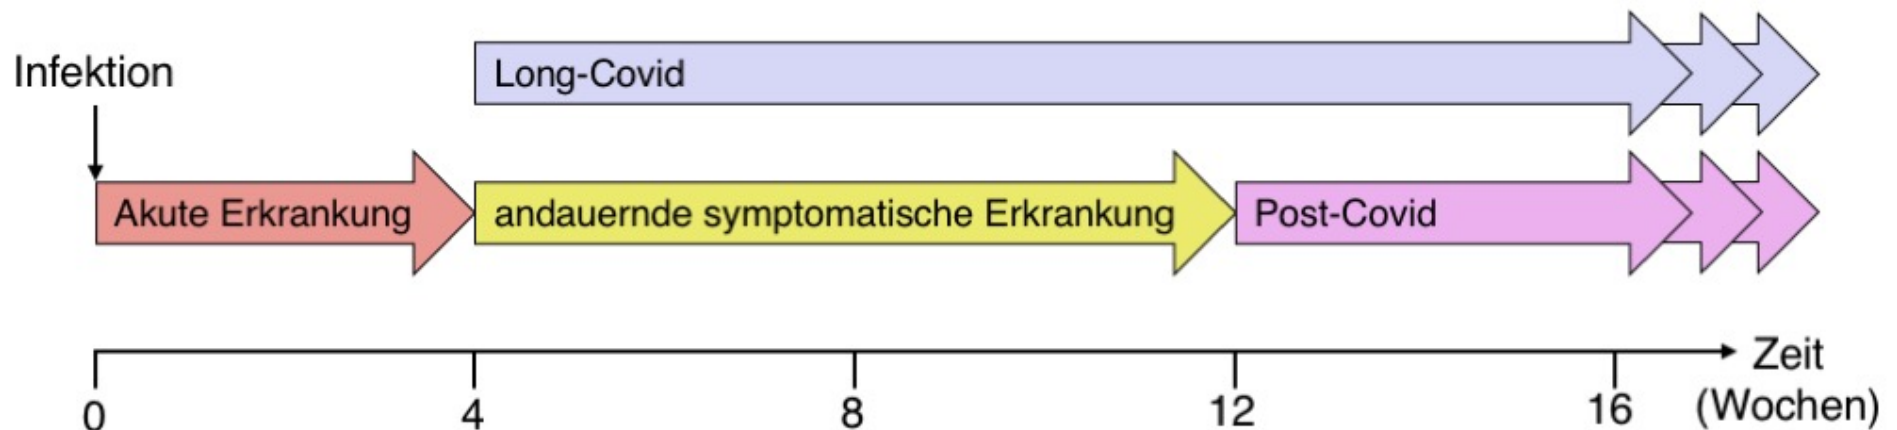 Infektion
Long-Covid
Akute Erkrankung
andauernde symptomatische Erkrankung
Post-Covid
0
4
8
12
16
Zeit
(Wochen)